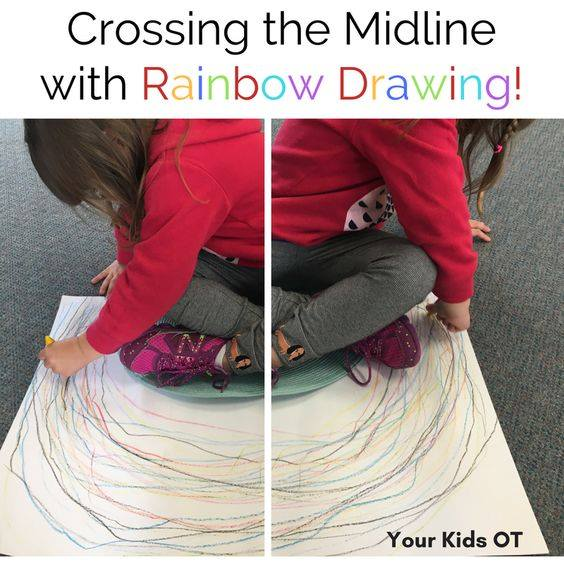 Crossing the Midline
with Rainbow Drawing!
Your Kids OT